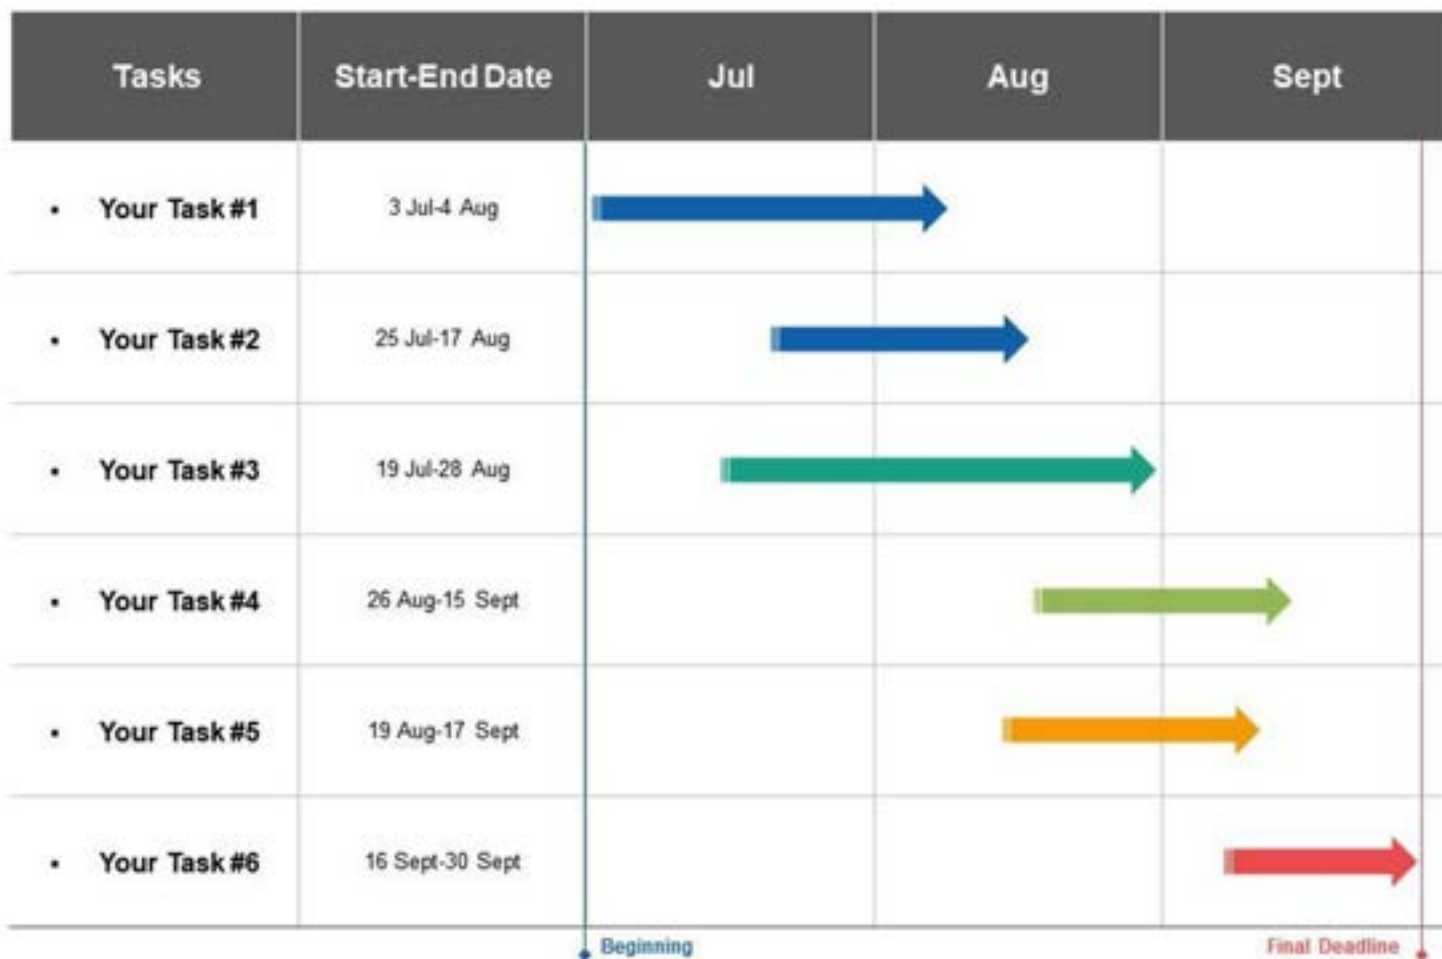 Tasks Start-End Date Jul Aug Sept
▪ Your Task #1 3 Jul-4 Aug
▪ Your Task #2 25 Jul-17 Aug
▪ Your Task #3 19 Jul-28 Aug
▪ Your Task #4 26 Aug-15 Sept
▪ Your Task #5 19 Aug-17 Sept
▪ Your Task #6 16 Sept-30 Sept
Beginning Final Deadline